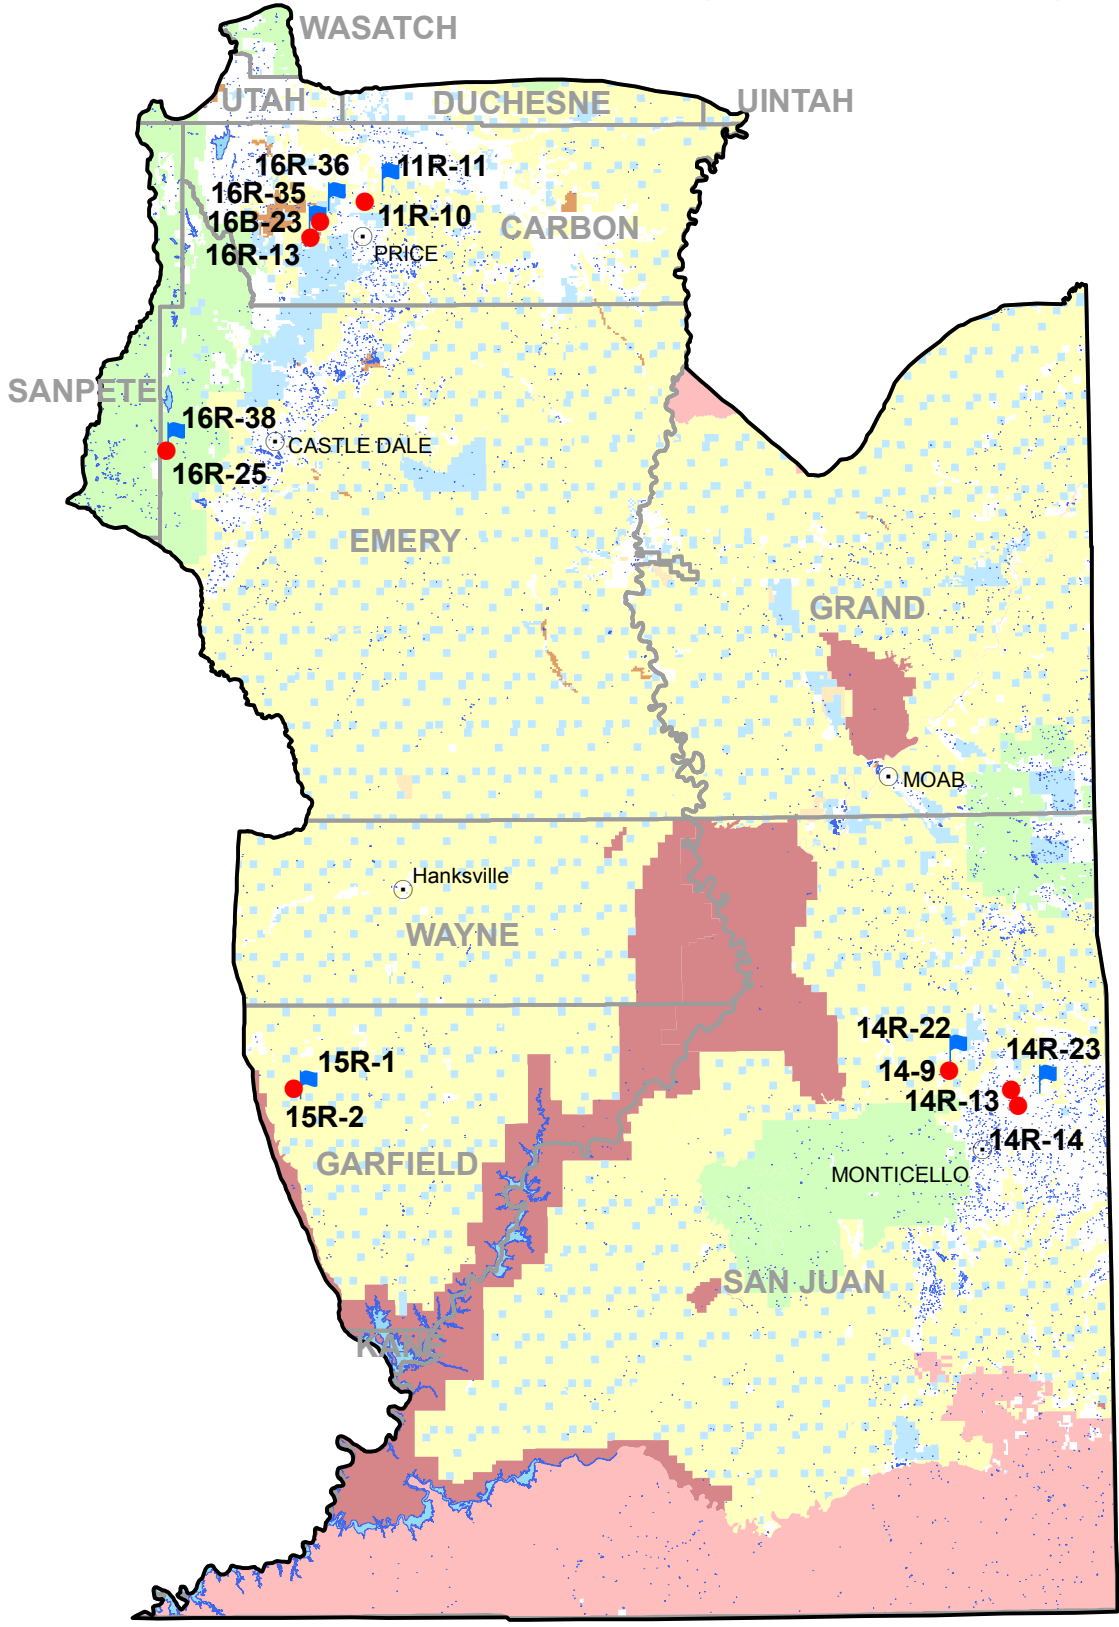 WASATCH
UTAH
DUCHESNE
UINTAH
16R-36
11R-11
16R-35
11R-10
16B-23
CARBON
16R-13
PRICE
SANPETE
16R-38
CASTLE DALE
16R-25
EMERY
GRAND
MOAB
Hanksville
WAYNE
14R-22
14R-23
15R-1
14-9
14R-13
15R-2
14R-14
GARFIELD
MONTICELLO
SAN JUAN
KANE